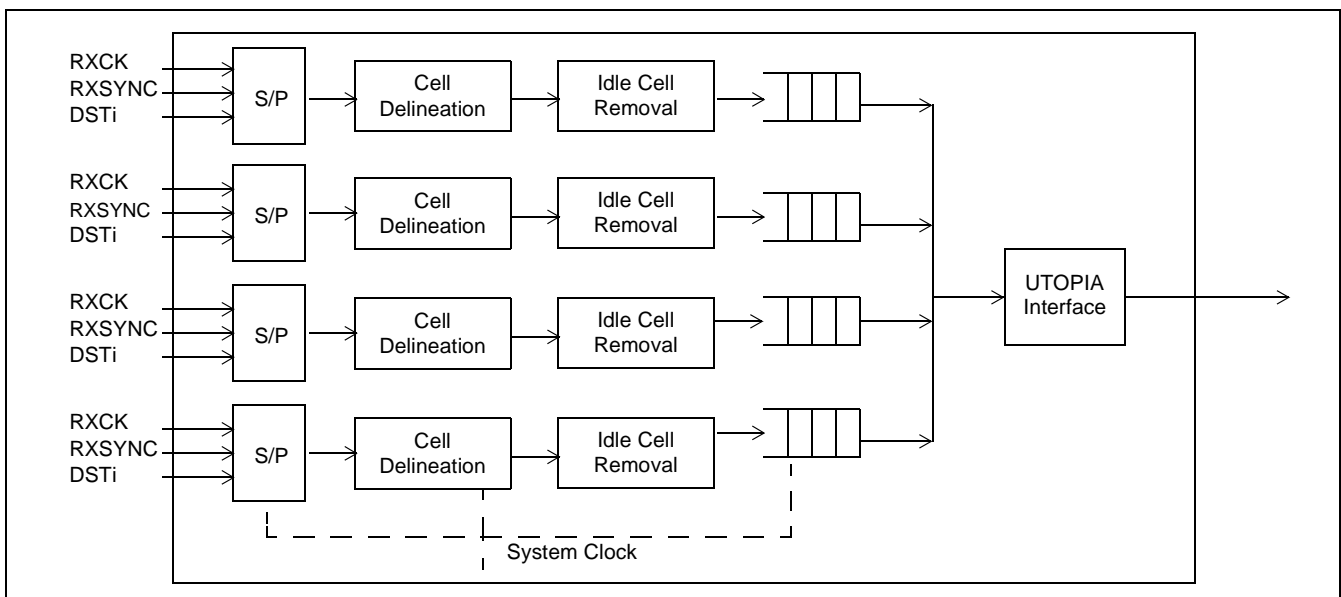 RXCK
RXSYNC
DSTi
S/P
Cell
Delineation
Idle Cell
Removal
RXCK
RXSYNC
DSTi
S/P
Cell
Delineation
Idle Cell
Removal
UTOPIA
Interface
RXCK
RXSYNC
DSTi
S/P
Cell
Delineation
Idle Cell
Removal
RXCK
RXSYNC
DSTi
S/P
Cell
Delineation
Idle Cell
Removal
System Clock